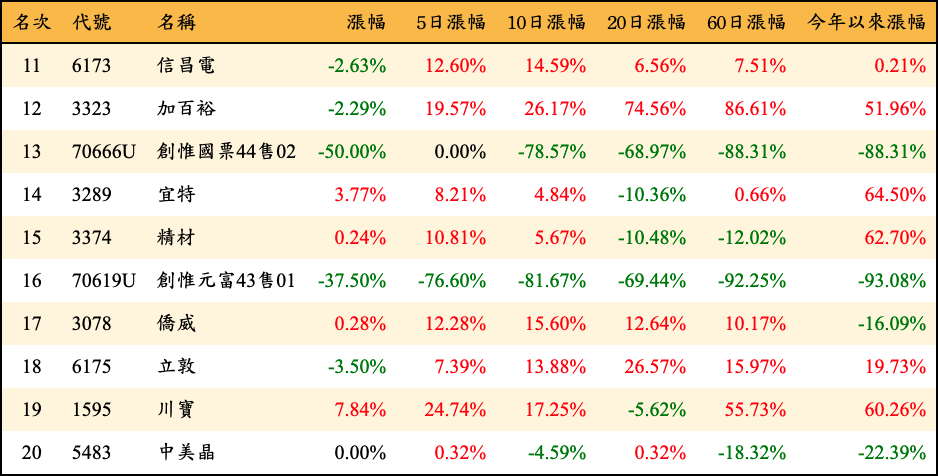 名次 代號 名稱 漲幅 5日漲幅 10日漲幅 20日漲幅 60日漲幅 今年以來漲幅
11 6173 信昌電 -2.63% 12.60% 14.59% 6.56% 7.51% 0.21%
12 3323 加百裕 -2.29% 19.57% 26.17% 74.56% 86.61% 51.96%
13 70666U 創惟國票44售02 -50.00% 0.00% -78.57% -68.97% -88.31% -88.31%
14 3289 宜特 3.77% 8.21% 4.84% -10.36% 0.66% 64.50%
15 3374 精材 0.24% 10.81% 5.67% -10.48% -12.02% 62.70%
16 70619U 創惟元富43售01 -37.50% -76.60% -81.67% -69.44% -92.25% -93.08%
17 3078 僑威 0.28% 12.28% 15.60% 12.64% 10.17% -16.09%
18 6175 立敦 -3.50% 7.39% 13.88% 26.57% 15.97% 19.73%
19 1595 川寶 7.84% 24.74% 17.25% -5.62% 55.73% 60.26%
20 5483 中美晶 0.00% 0.32% -4.59% 0.32% -18.32% -22.39%